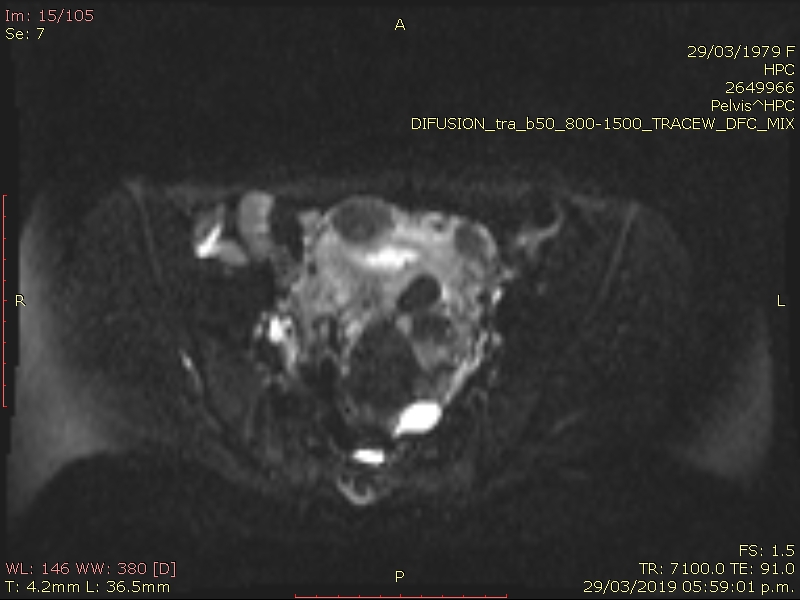 Im: 15/105
Se: 7
A
29/03/1979 F
HPC
2649966
Pelvis^HPC
DIFUSION_tra_b50_800-1500_TRACEW_DFC_MIX
R
L
WL: 146 WW: 380 [D]
T: 4.2mm L: 36.5mm
P
FS: 1.5
TR: 7100.0 TE: 91.0
29/03/2019 05:59:01 p.m.